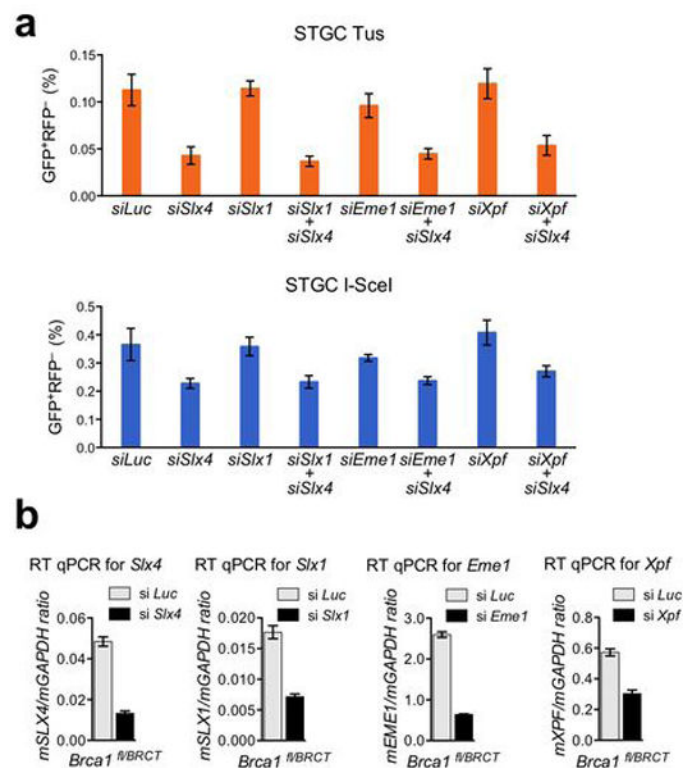 a
STGC Tus
GFP⁺RFP⁻ (%)
0.15
0.10
0.05
0.00
siLuc siSlx4 siSlx1 siSlx1 + siSlx4 siEme1 siEme1 + siSlx4 siXpf siXpf + siSlx4
STGC I-SceI
GFP⁺RFP⁻ (%)
0.5
0.4
0.3
0.2
0.1
0.0
siLuc siSlx4 siSlx1 siSlx1 + siSlx4 siEme1 siEme1 + siSlx4 siXpf siXpf + siSlx4
b
RT qPCR for Slx4
si Luc
si Slx4
mSLX4/mGAPDH ratio
0.06
0.04
0.02
0.00
Brca1 fl/BRCT
RT qPCR for Slx1
si Luc
si Slx1
mSLX1/mGAPDH ratio
0.020
0.015
0.010
0.005
0.000
Brca1 fl/BRCT
RT qPCR for Eme1
si Luc
si Eme1
mEME1/mGAPDH ratio
3.0
2.0
1.0
0.0
Brca1 fl/BRCT
RT qPCR for Xpf
si Luc
si Xpf
mXPF/mGAPDH ratio
0.8
0.6
0.4
0.2
0.0
Brca1 fl/BRCT